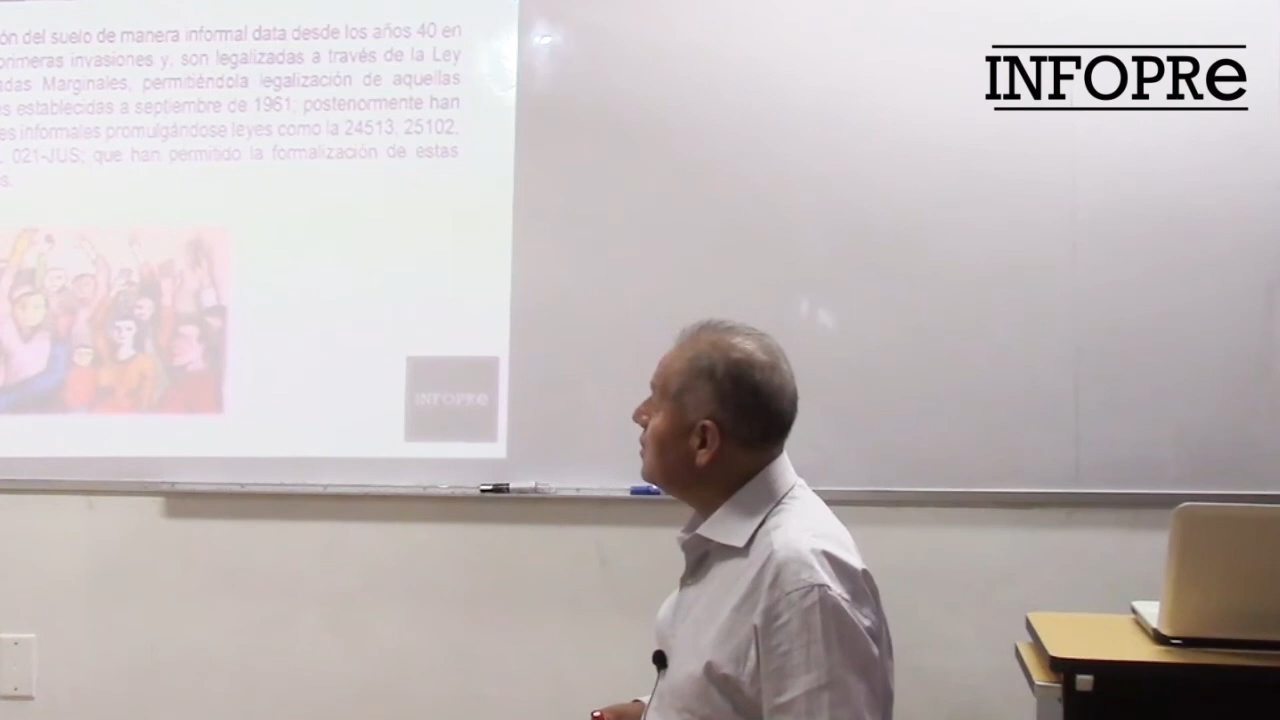 ón del suelo de manera informal data desde los años 40 en
primeras invasiones y, son legalizadas a través de la Ley
adas Marginales, permitiéndola legalización de aquellas
es establecidas a septiembre de 1961; posteriormente han
es informales promulgándose leyes como la 24513, 25102,
021-JUS; que han permitido la formalización de estas
s.
INFOPRe
INFOPRe